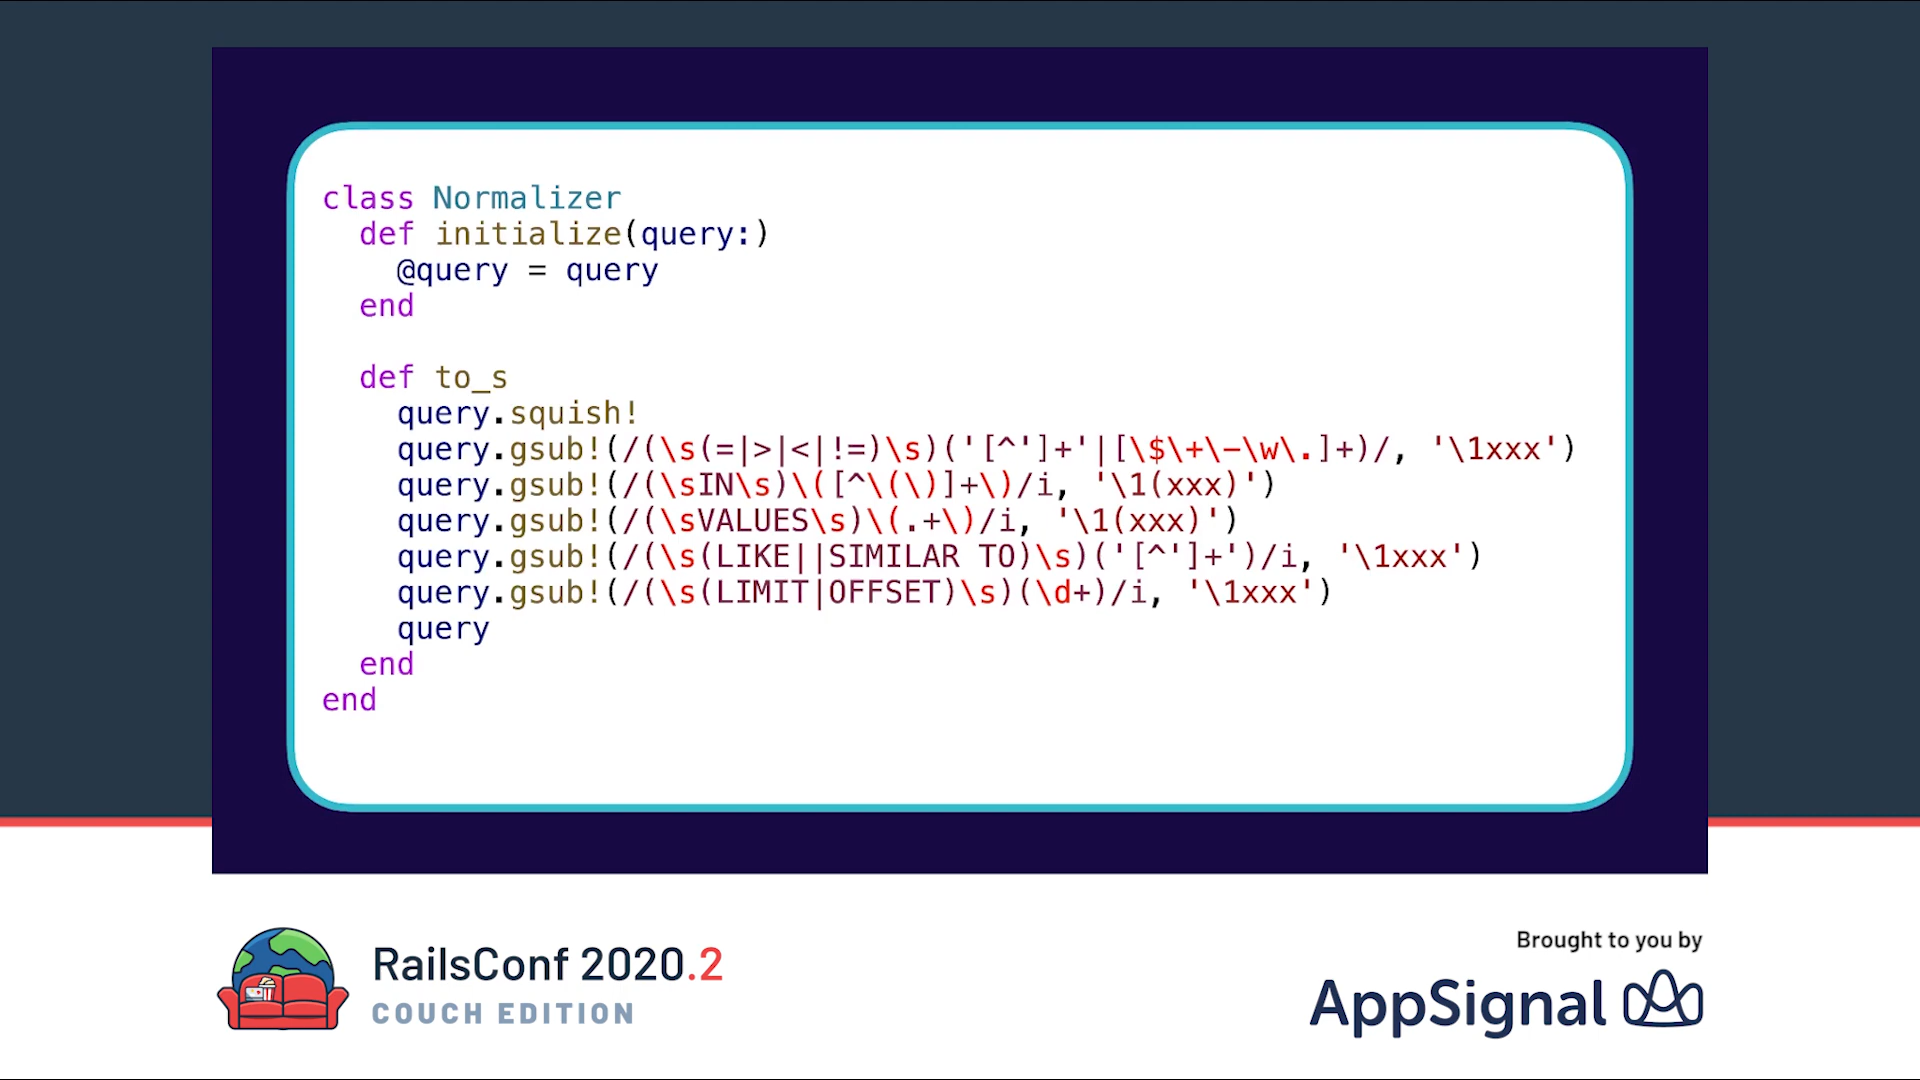 class Normalizer
  def initialize(query:)
    @query = query
  end

  def to_s
    query.squish!
    query.gsub!(/(\s(=|>|<|!=)\s)('[^']+'|[\$\+\-\w\.]+)/, '\1xxx')
    query.gsub!(/(\sIN\s)\([^\(\)]+\)/i, '\1(xxx)')
    query.gsub!(/(\sVALUES\s)\(.+\)/i, '\1(xxx)')
    query.gsub!(/(\s(LIKE||SIMILAR TO)\s)('[^']+')/i, '\1xxx')
    query.gsub!(/(\s(LIMIT|OFFSET)\s)(\d+)/i, '\1xxx')
    query
  end
end
RailsConf 2020.2
COUCH EDITION
Brought to you by
AppSignal